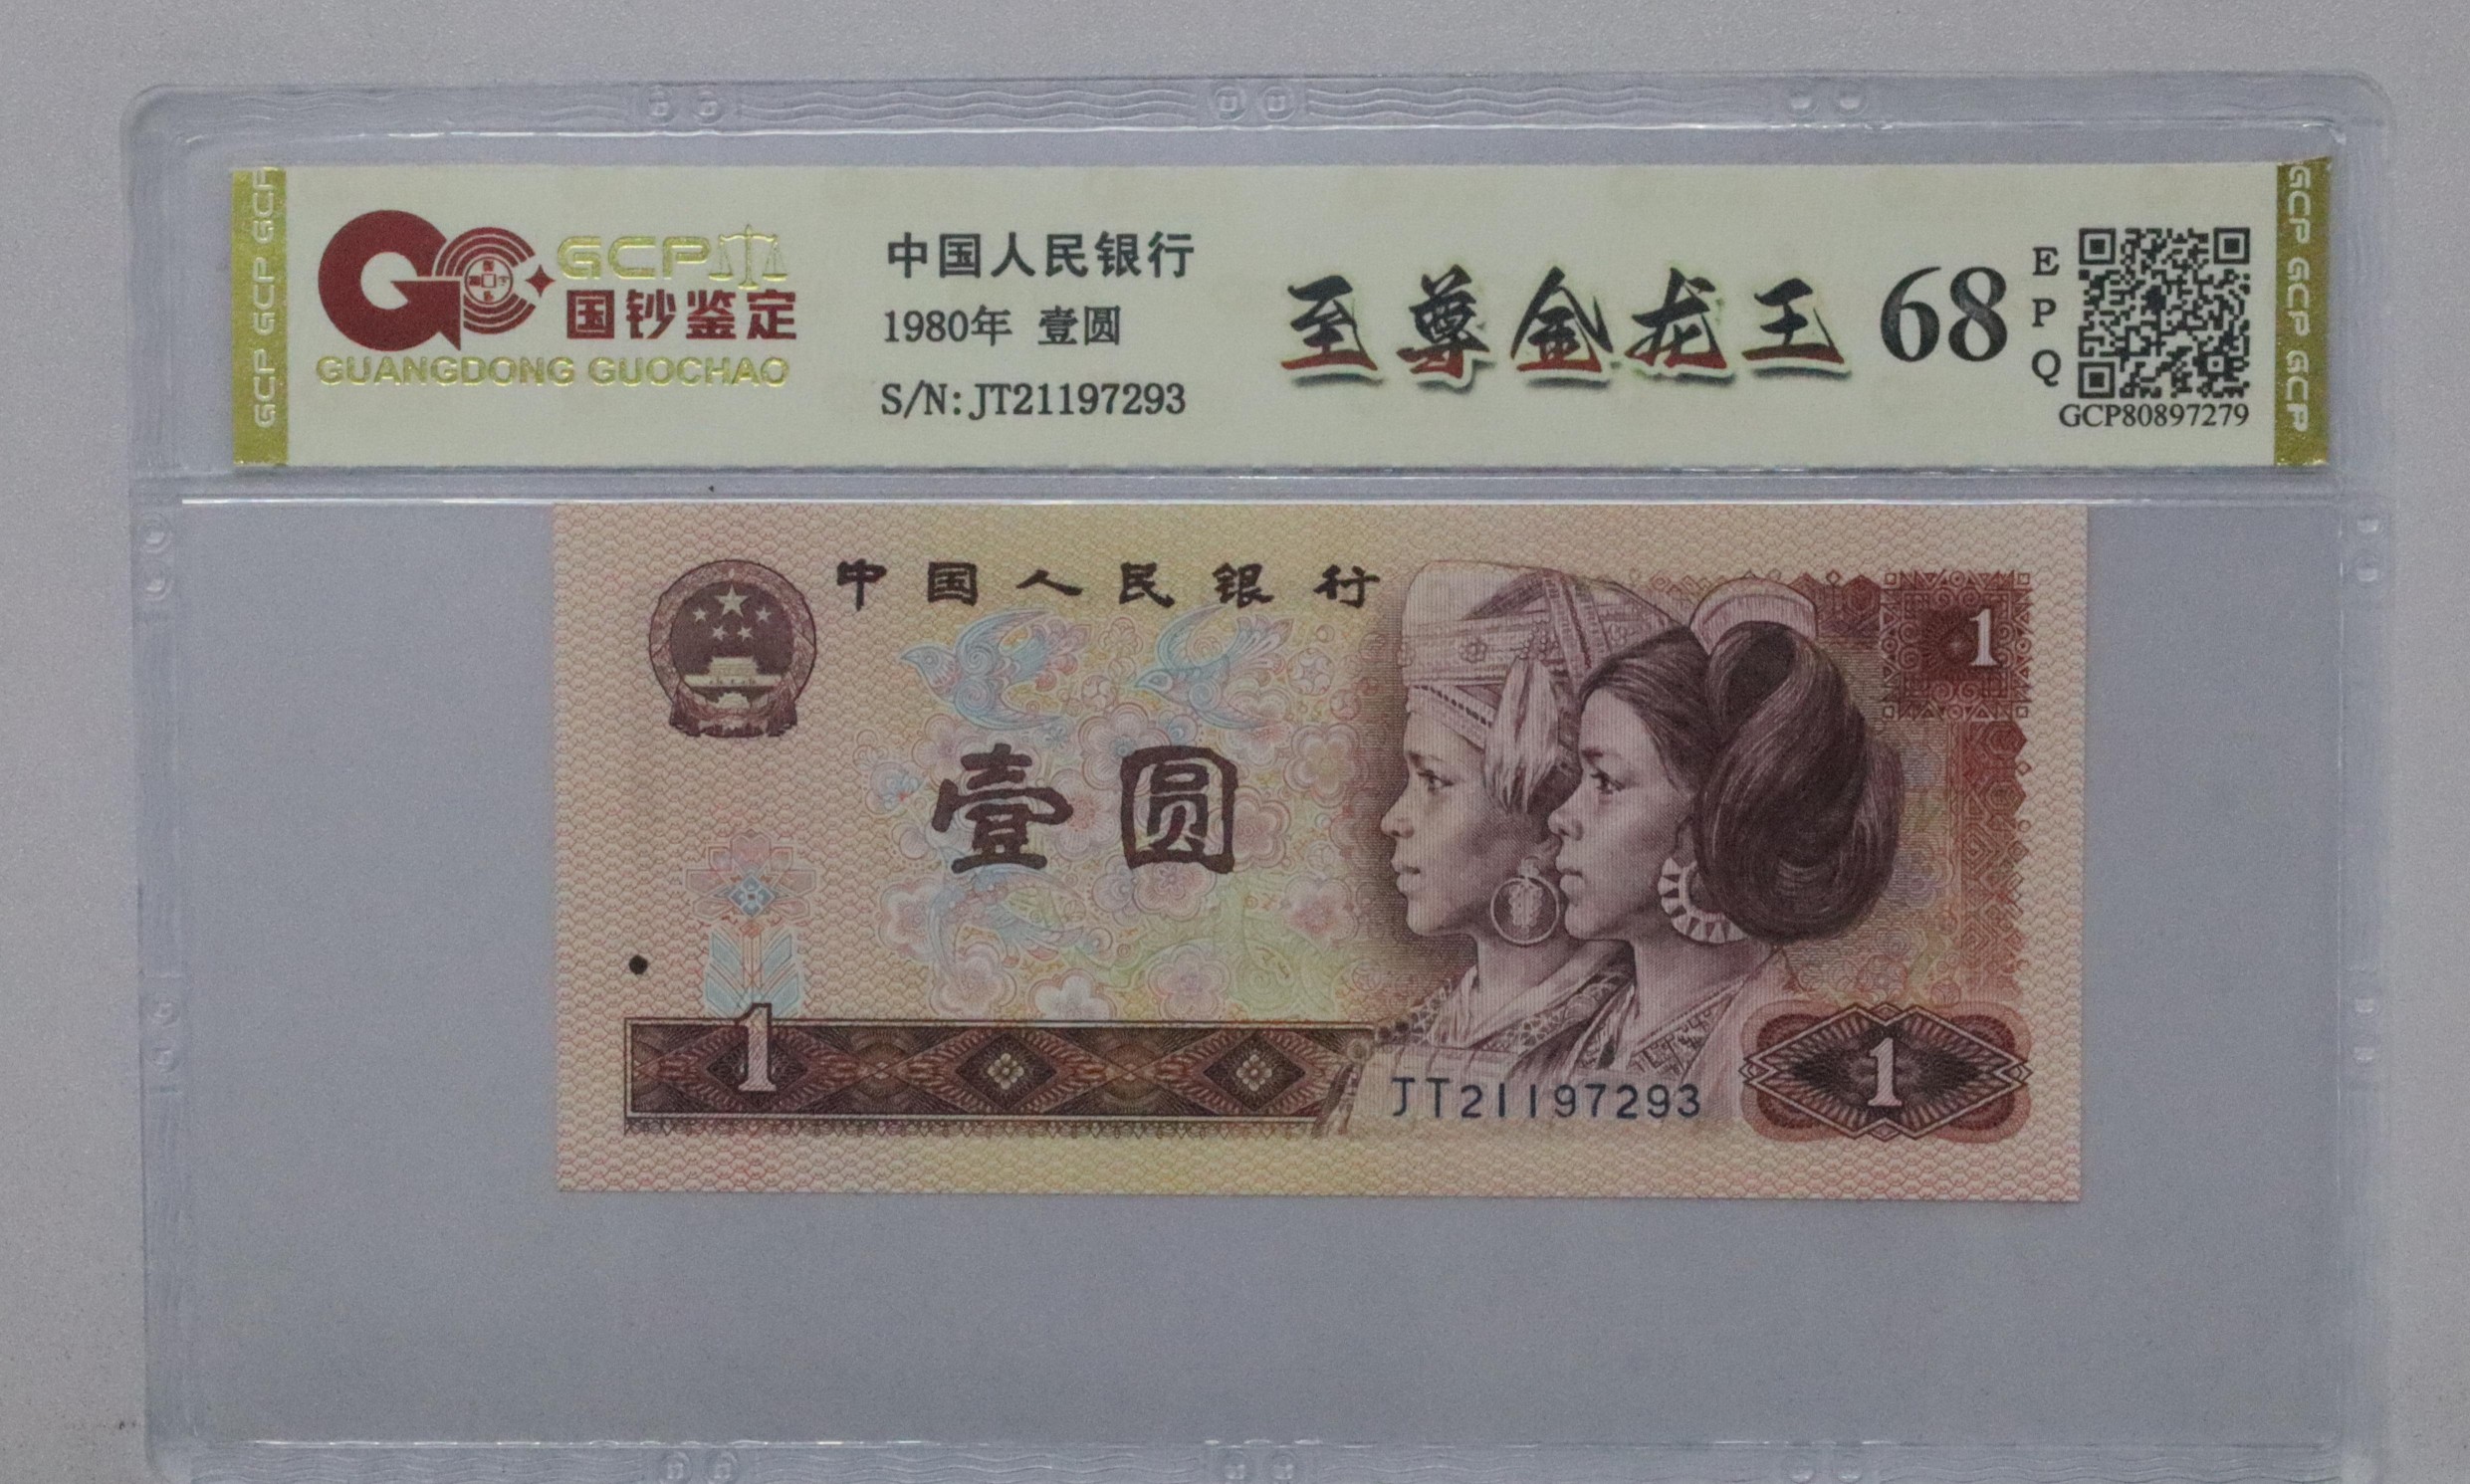 GCP GCP GCP
GCP
国钞鉴定
GUANGDONG GUOCHAO
中国人民银行
1980年 壹圆
S/N:JT21197293
至尊金龙王
68
EPQ
GCP80897279
GCP GCP GCP
中国人民银行
1
壹圆
1
JT21197293
1